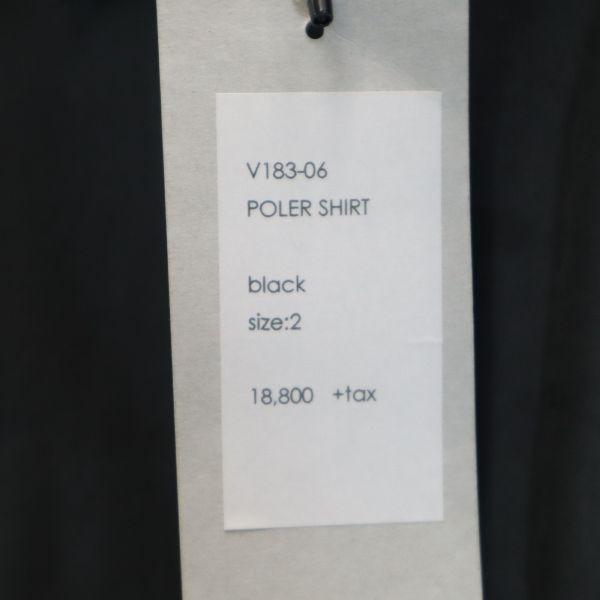 V183-06
POLER SHIRT
black
size:2
18,800 +tax